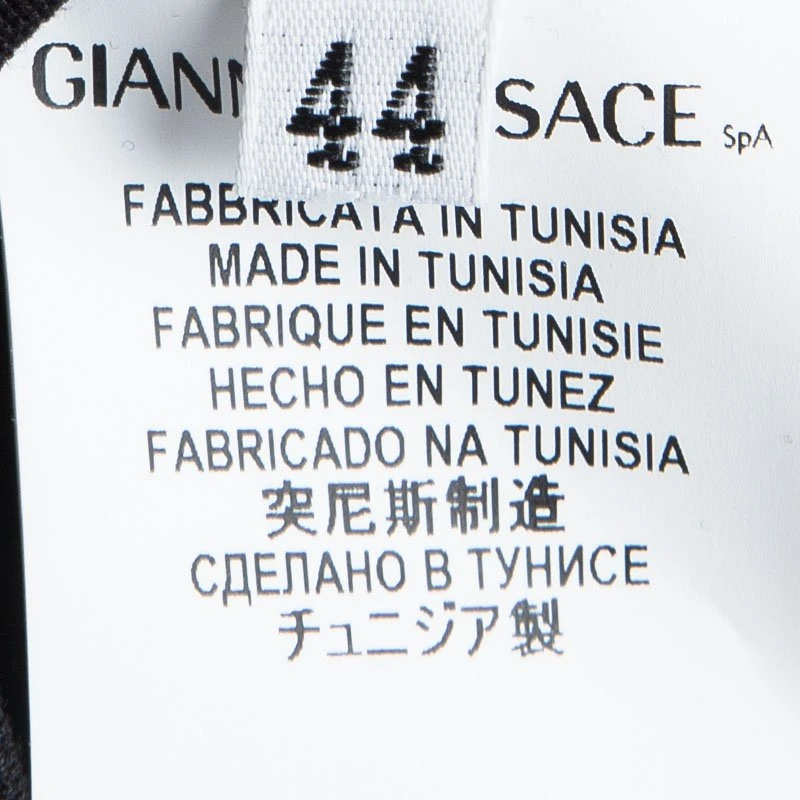 GIANN SACE SpA
44
FABBRICATA IN TUNISIA
MADE IN TUNISIA
FABRIQUE EN TUNISIE
HECHO EN TUNEZ
FABRICADO NA TUNISIA
突尼斯制造
СДЕЛАНО В ТУНИСЕ
チュニジア製